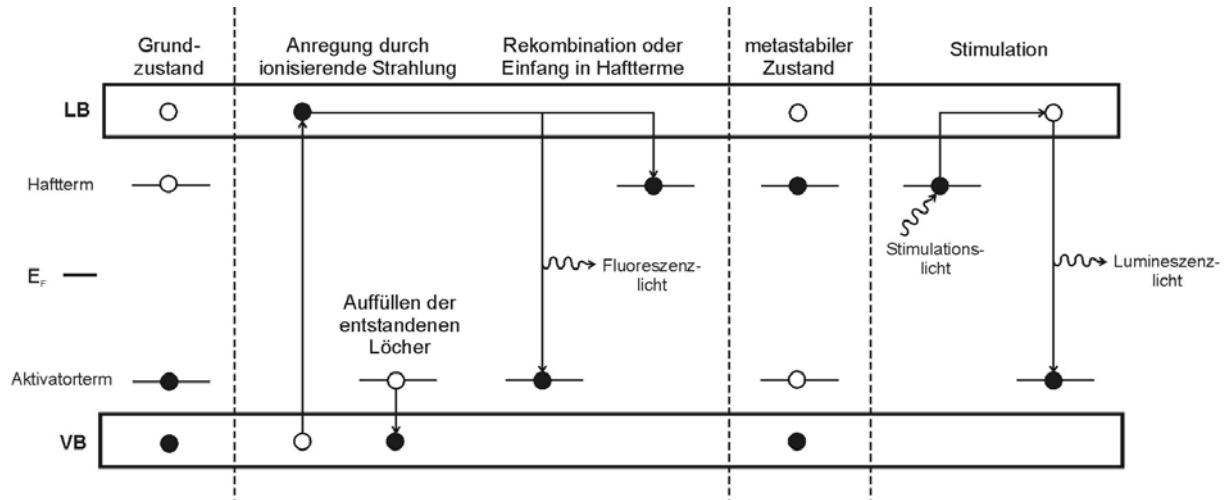 Grund-
zustand
Anregung durch
ionisierende Strahlung
Rekombination oder
Einfang in Haftterme
metastabiler
Zustand
Stimulation
LB
Haftterm
Stimulations-
licht
E_F
Fluoreszenz-
licht
Lumineszenz-
licht
Auffüllen der
entstandenen
Löcher
Aktivatorterm
VB